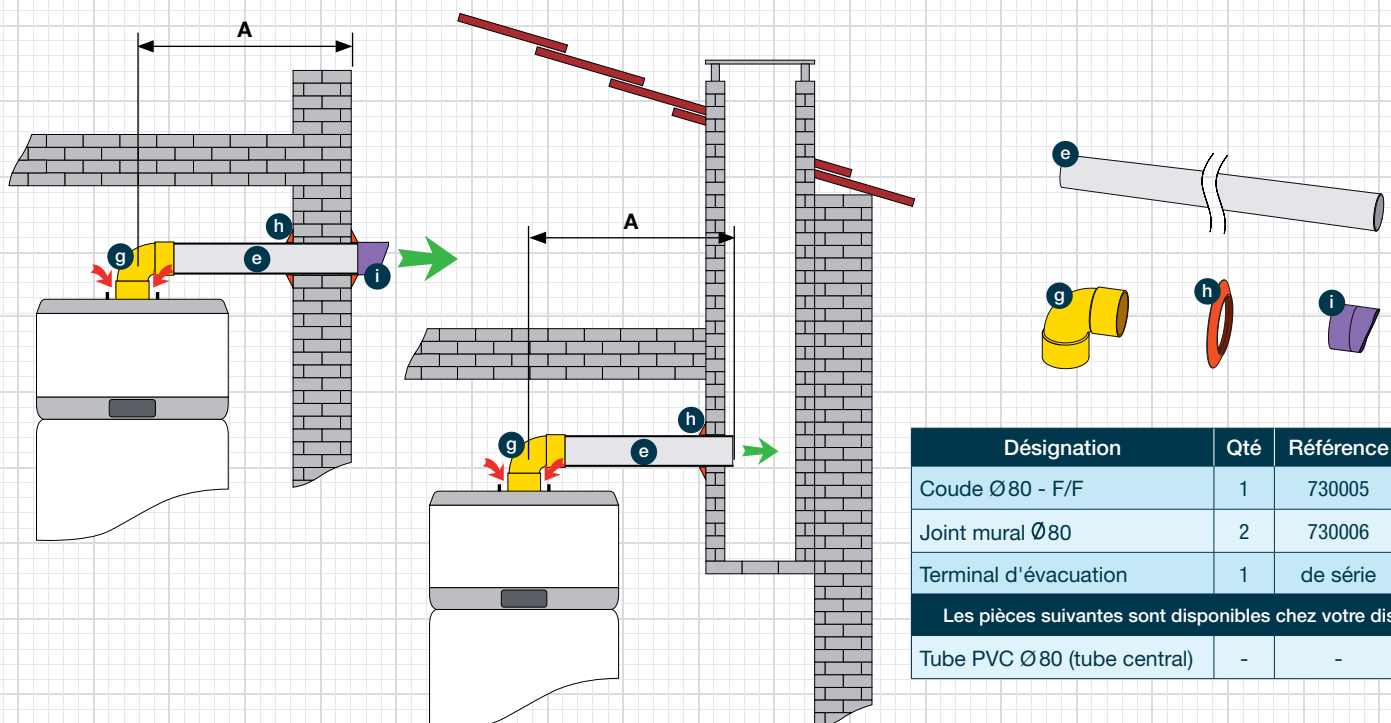 A
h
g
e
i
A
h
g
e
e
g
h
i
Désignation Qté Référence
Coude Ø80 - F/F 1 730005
Joint mural Ø80 2 730006
Terminal d'évacuation 1 de série
Les pièces suivantes sont disponibles chez votre dis
Tube PVC Ø80 (tube central) - -